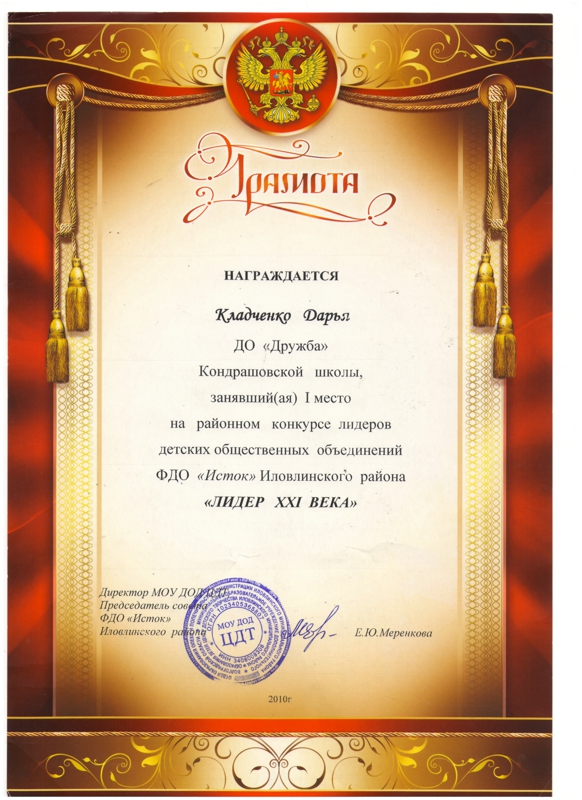 Грамота
НАГРАЖДАЕТСЯ
Кладченко Дарья
ДО «Дружба»
Кондрашовской школы,
занявший(ая) I место
на районном конкурсе лидеров
детских общественных объединений
ФДО «Исток» Иловлинского района
«ЛИДЕР XXI ВЕКА»
Директор МОУ ДОД ЦДТ,
Председатель совета
ФДО «Исток»
Иловлинского района
Е.Ю.Меренкова
МОУ ДОД
ЦДТ
2010г